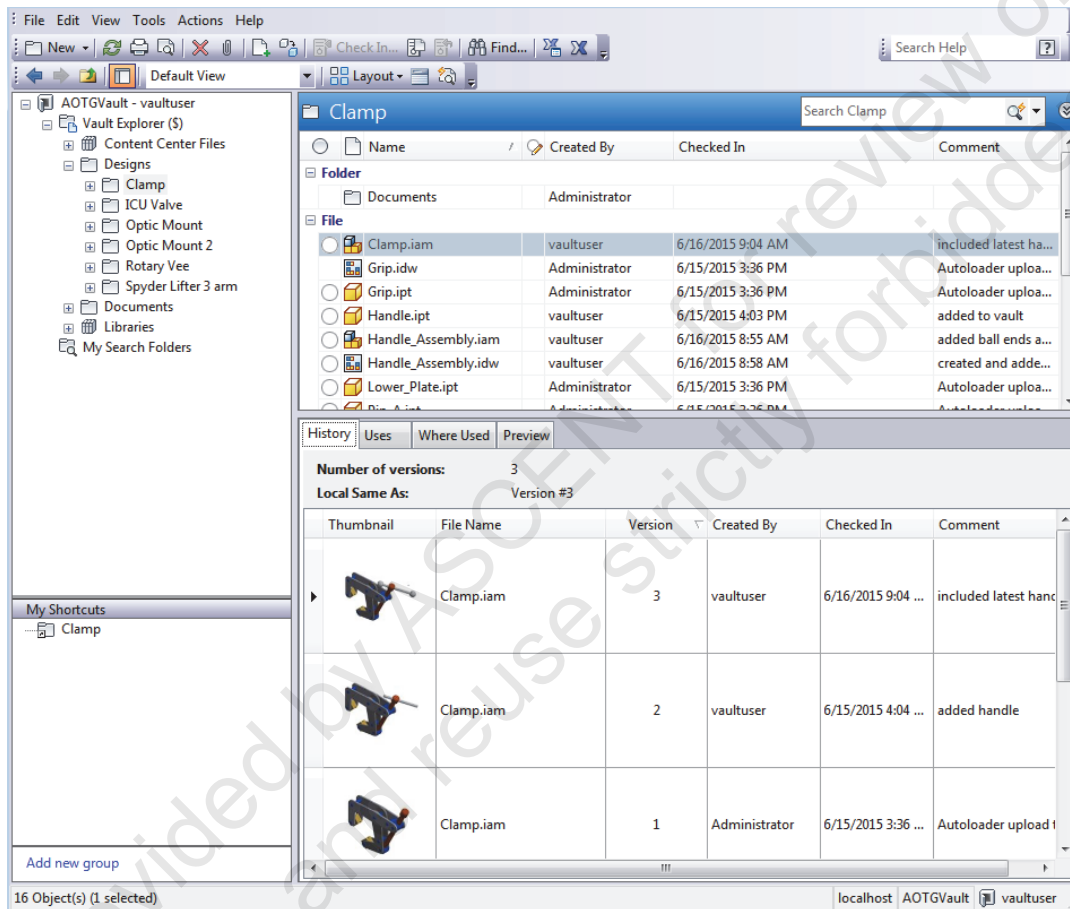 File Edit View Tools Actions Help
New Check In... Find... Search Help ?
Default View Layout
AOTGVault - vaultuser
Vault Explorer ($)
Content Center Files
Designs
Clamp
ICU Valve
Optic Mount
Optic Mount 2
Rotary Vee
Spyder Lifter 3 arm
Documents
Libraries
My Search Folders
My Shortcuts
Clamp
Add new group
Clamp Search Clamp
Name / Created By Checked In Comment
Folder
Documents Administrator
File
Clamp.iam vaultuser 6/16/2015 9:04 AM included latest ha...
Grip.idw Administrator 6/15/2015 3:36 PM Autoloader uploa...
Grip.ipt Administrator 6/15/2015 3:36 PM Autoloader uploa...
Handle.ipt vaultuser 6/15/2015 4:03 PM added to vault
Handle_Assembly.iam vaultuser 6/16/2015 8:55 AM added ball ends a...
Handle_Assembly.idw vaultuser 6/16/2015 8:58 AM created and adde...
Lower_Plate.ipt Administrator 6/15/2015 3:36 PM Autoloader uploa...
History Uses Where Used Preview
Number of versions: 3
Local Same As: Version #3
Thumbnail File Name Version Created By Checked In Comment
Clamp.iam 3 vaultuser 6/16/2015 9:04 ... included latest hand
Clamp.iam 2 vaultuser 6/15/2015 4:04 ... added handle
Clamp.iam 1 Administrator 6/15/2015 3:36 ... Autoloader upload t
16 Object(s) (1 selected) localhost AOTGVault vaultuser
by ASCENT for review
and reuse strictly